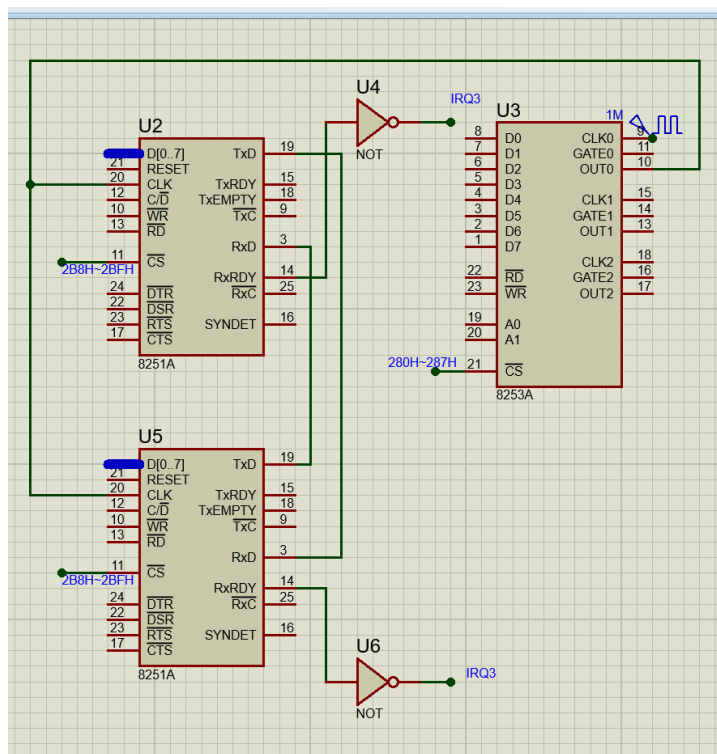 U4
IRQ3
NOT
U2
21 D[0..7] TxD 19
RESET
20 CLK TxRDY 15
12 C/D TxEMPTY 18
10 WR TxC 9
13 RD
RxD 3
11 CS
2B8H~2BFH
RxRDY 14
24 DTR RxC 25
22 DSR
23 RTS SYNDET 16
17 CTS
8251A
U3
1M
8 D0 CLK0 9
7 D1 GATE0 11
6 D2 OUT0 10
5 D3
4 D4 CLK1 15
3 D5 GATE1 14
2 D6 OUT1 13
1 D7
CLK2 18
22 RD GATE2 16
23 WR OUT2 17
19 A0
20 A1
280H~287H
21 CS
8253A
U5
21 D[0..7] TxD 19
RESET
20 CLK TxRDY 15
12 C/D TxEMPTY 18
10 WR TxC 9
13 RD
RxD 3
11 CS
2B8H~2BFH
RxRDY 14
24 DTR RxC 25
22 DSR
23 RTS SYNDET 16
17 CTS
8251A
U6
IRQ3
NOT